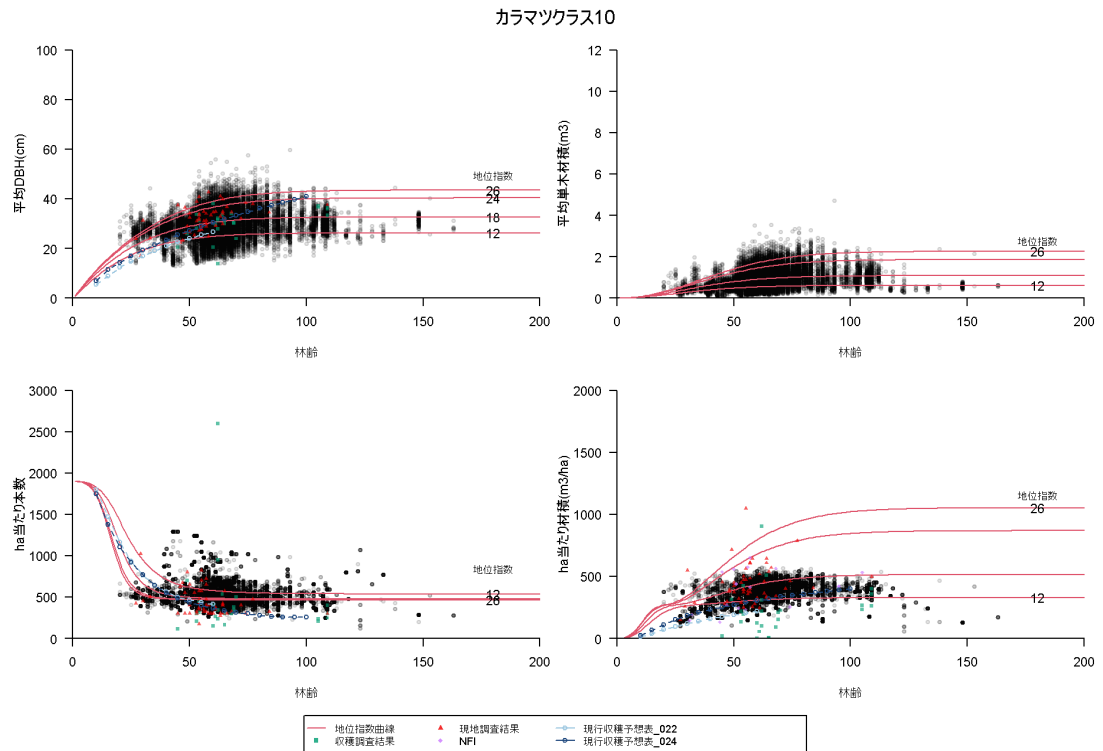 カラマツクラス10
平均DBH(cm)
100
80
60
40
20
0
地位指数
26
24
18
12
0 50 100 150 200
林齢
平均単木材積(m3)
12
10
8
6
4
2
0
地位指数
26
12
0 50 100 150 200
林齢
ha当たり本数
3000
2500
2000
1500
1000
500
0
地位指数
12
26
0 50 100 150 200
林齢
ha当たり材積(m3/ha)
2000
1500
1000
500
0
地位指数
26
12
0 50 100 150 200
林齢
地位指数曲線 現地調査結果 現行収穫予想表_022
収穫調査結果 NFI 現行収穫予想表_024